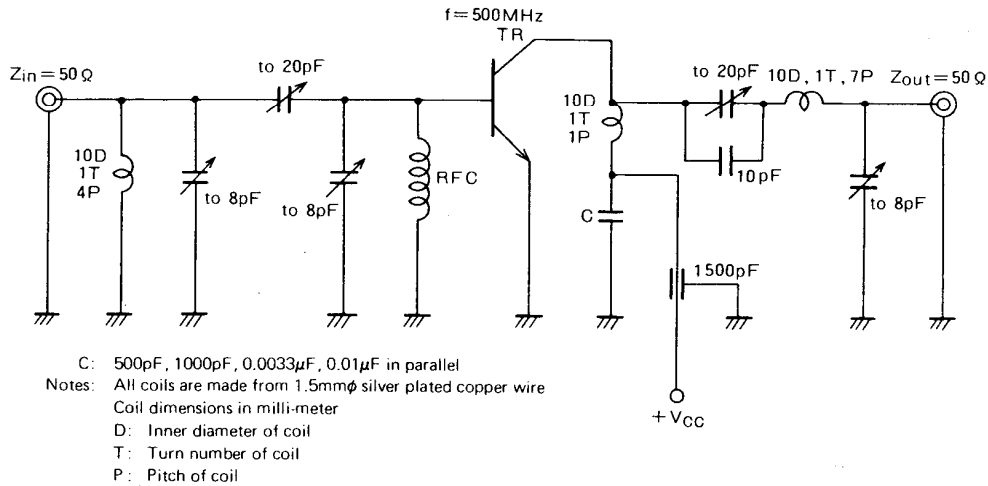 f=500MHz
TR
Zin=50Ω
to 20pF
to 20pF
10D, 1T, 7P
Zout=50Ω
10D
1T
1P
10D
1T
4P
to 8pF
to 8pF
RFC
10pF
to 8pF
C
1500pF
+VCC
C: 500pF, 1000pF, 0.0033μF, 0.01μF in parallel
Notes: All coils are made from 1.5mmϕ silver plated copper wire
Coil dimensions in milli-meter
D: Inner diameter of coil
T: Turn number of coil
P: Pitch of coil